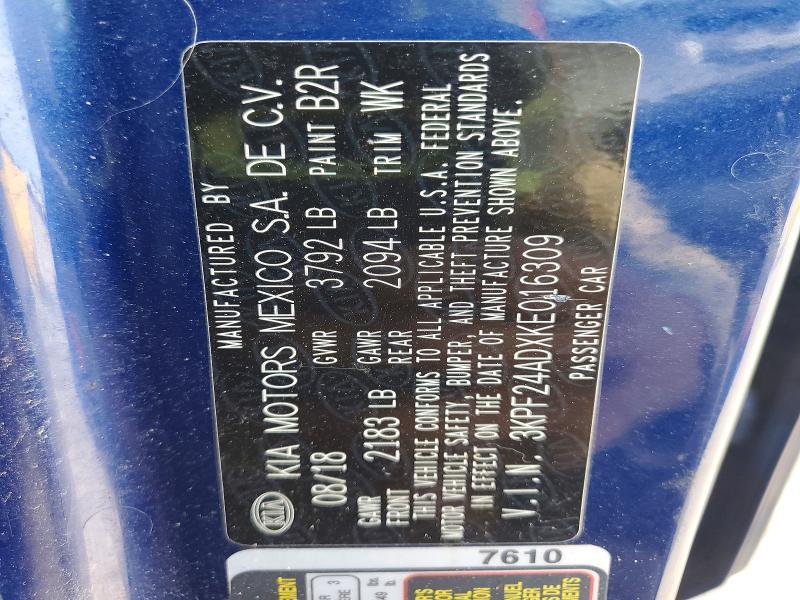 MANUFACTURED BY
KIA KIA MOTORS MEXICO S.A. DE C.V.
08/18 GVWR 3792 LB PAINT B2R
GAWR FRONT 2183 LB GAWR REAR 2094 LB TRIM WK
THIS VEHICLE CONFORMS TO ALL APPLICABLE U.S.A. FEDERAL
MOTOR VEHICLE SAFETY, BUMPER, AND THEFT PREVENTION STANDARDS
IN EFFECT ON THE DATE OF MANUFACTURE SHOWN ABOVE.
V.I.N. 3KPF24ADXKE016309
PASSENGER CAR
7610